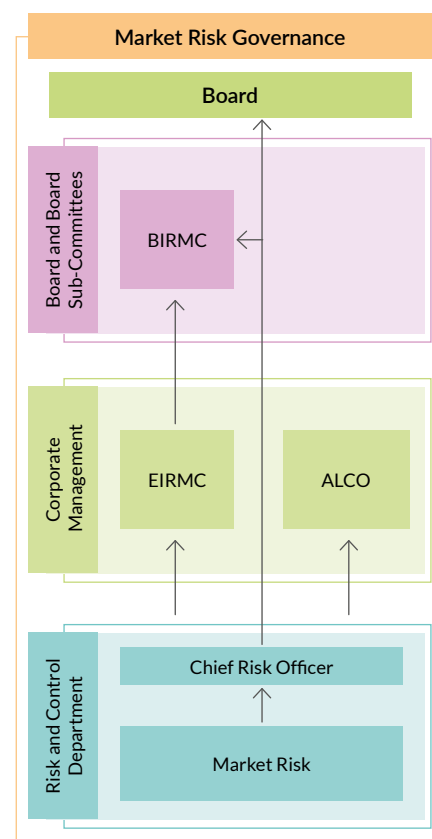 Market Risk Governance
Board
Board and Board
Sub-Committees
BIRMC
Corporate
Management
EIRMC
ALCO
Risk and Control
Department
Chief Risk Officer
Market Risk